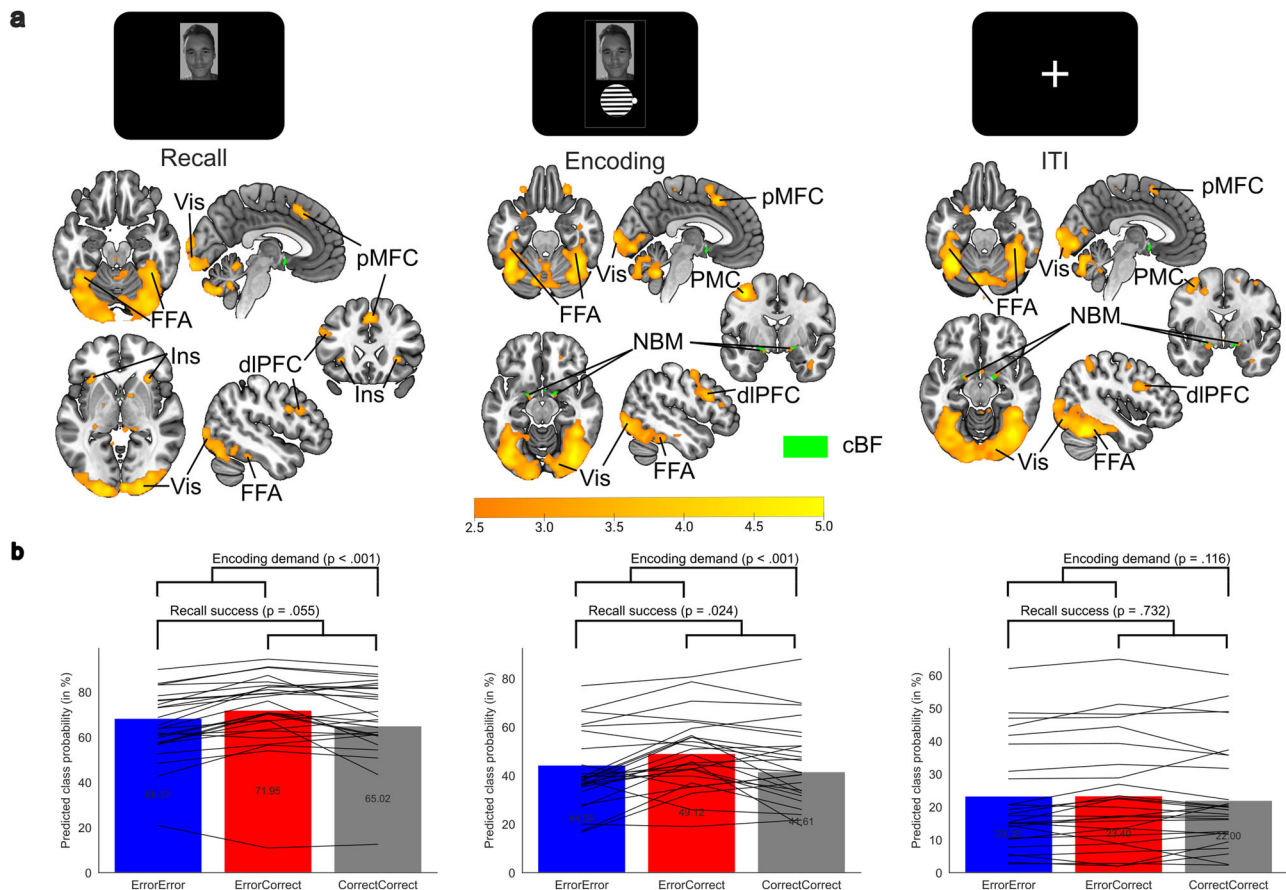 a
Recall
Encoding
ITI
Vis
pMFC
FFA
Ins
dlPFC
Ins
Vis
FFA
pMFC
Vis
PMC
FFA
NBM
dlPFC
FFA
Vis
cBF
pMFC
Vis
PMC
FFA
NBM
dlPFC
Vis
FFA
2.5 3.0 3.5 4.0 4.5 5.0
b
Encoding demand (p < .001)
Recall success (p = .055)
Predicted class probability (in %)
80
60
40
20
0
71.95
65.02
ErrorError ErrorCorrect CorrectCorrect
Encoding demand (p < .001)
Recall success (p = .024)
Predicted class probability (in %)
80
60
40
20
0
49.12
41.61
ErrorError ErrorCorrect CorrectCorrect
Encoding demand (p = .116)
Recall success (p = .732)
Predicted class probability (in %)
60
50
40
30
20
10
0
23.40
22.00
ErrorError ErrorCorrect CorrectCorrect